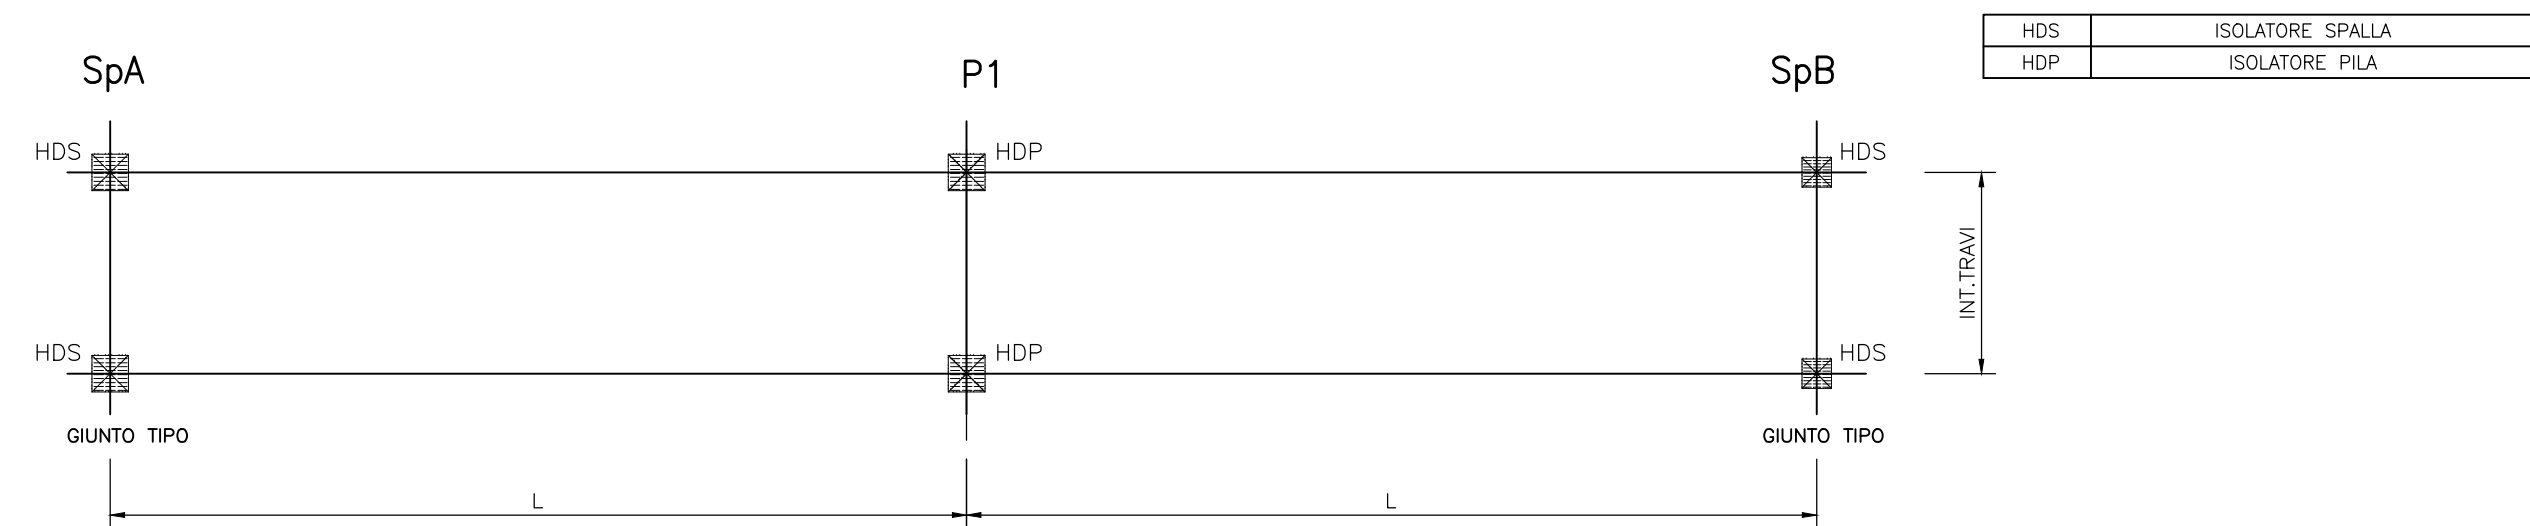 HDS ISOLATORE SPALLA
HDP ISOLATORE PILA
SpA P1 SpB
HDS HDP HDS
INT.TRAVI
HDS HDP HDS
GIUNTO TIPO GIUNTO TIPO
L L